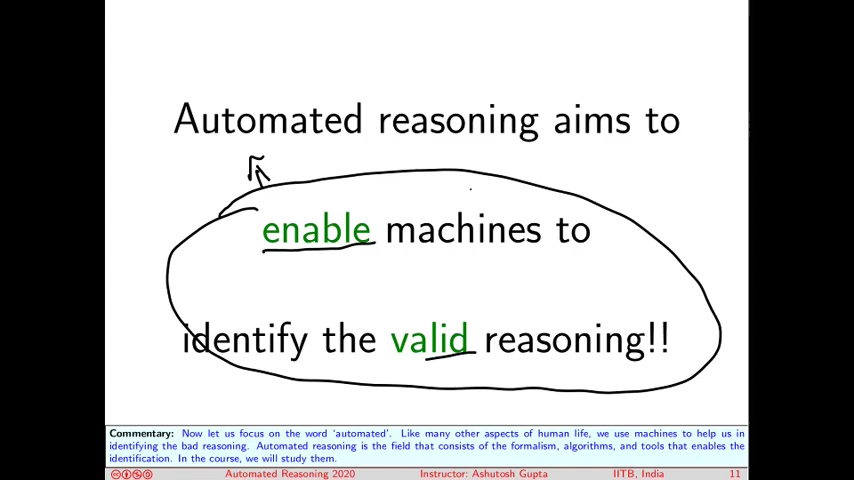 Automated reasoning aims to
enable machines to
identify the valid reasoning!!
Commentary: Now let us focus on the word ‘automated’. Like many other aspects of human life, we use machines to help us in
identifying the bad reasoning. Automated reasoning is the field that consists of the formalism, algorithms, and tools that enables the
identification. In the course, we will study them.
Automated Reasoning 2020 Instructor: Ashutosh Gupta IITB, India 11